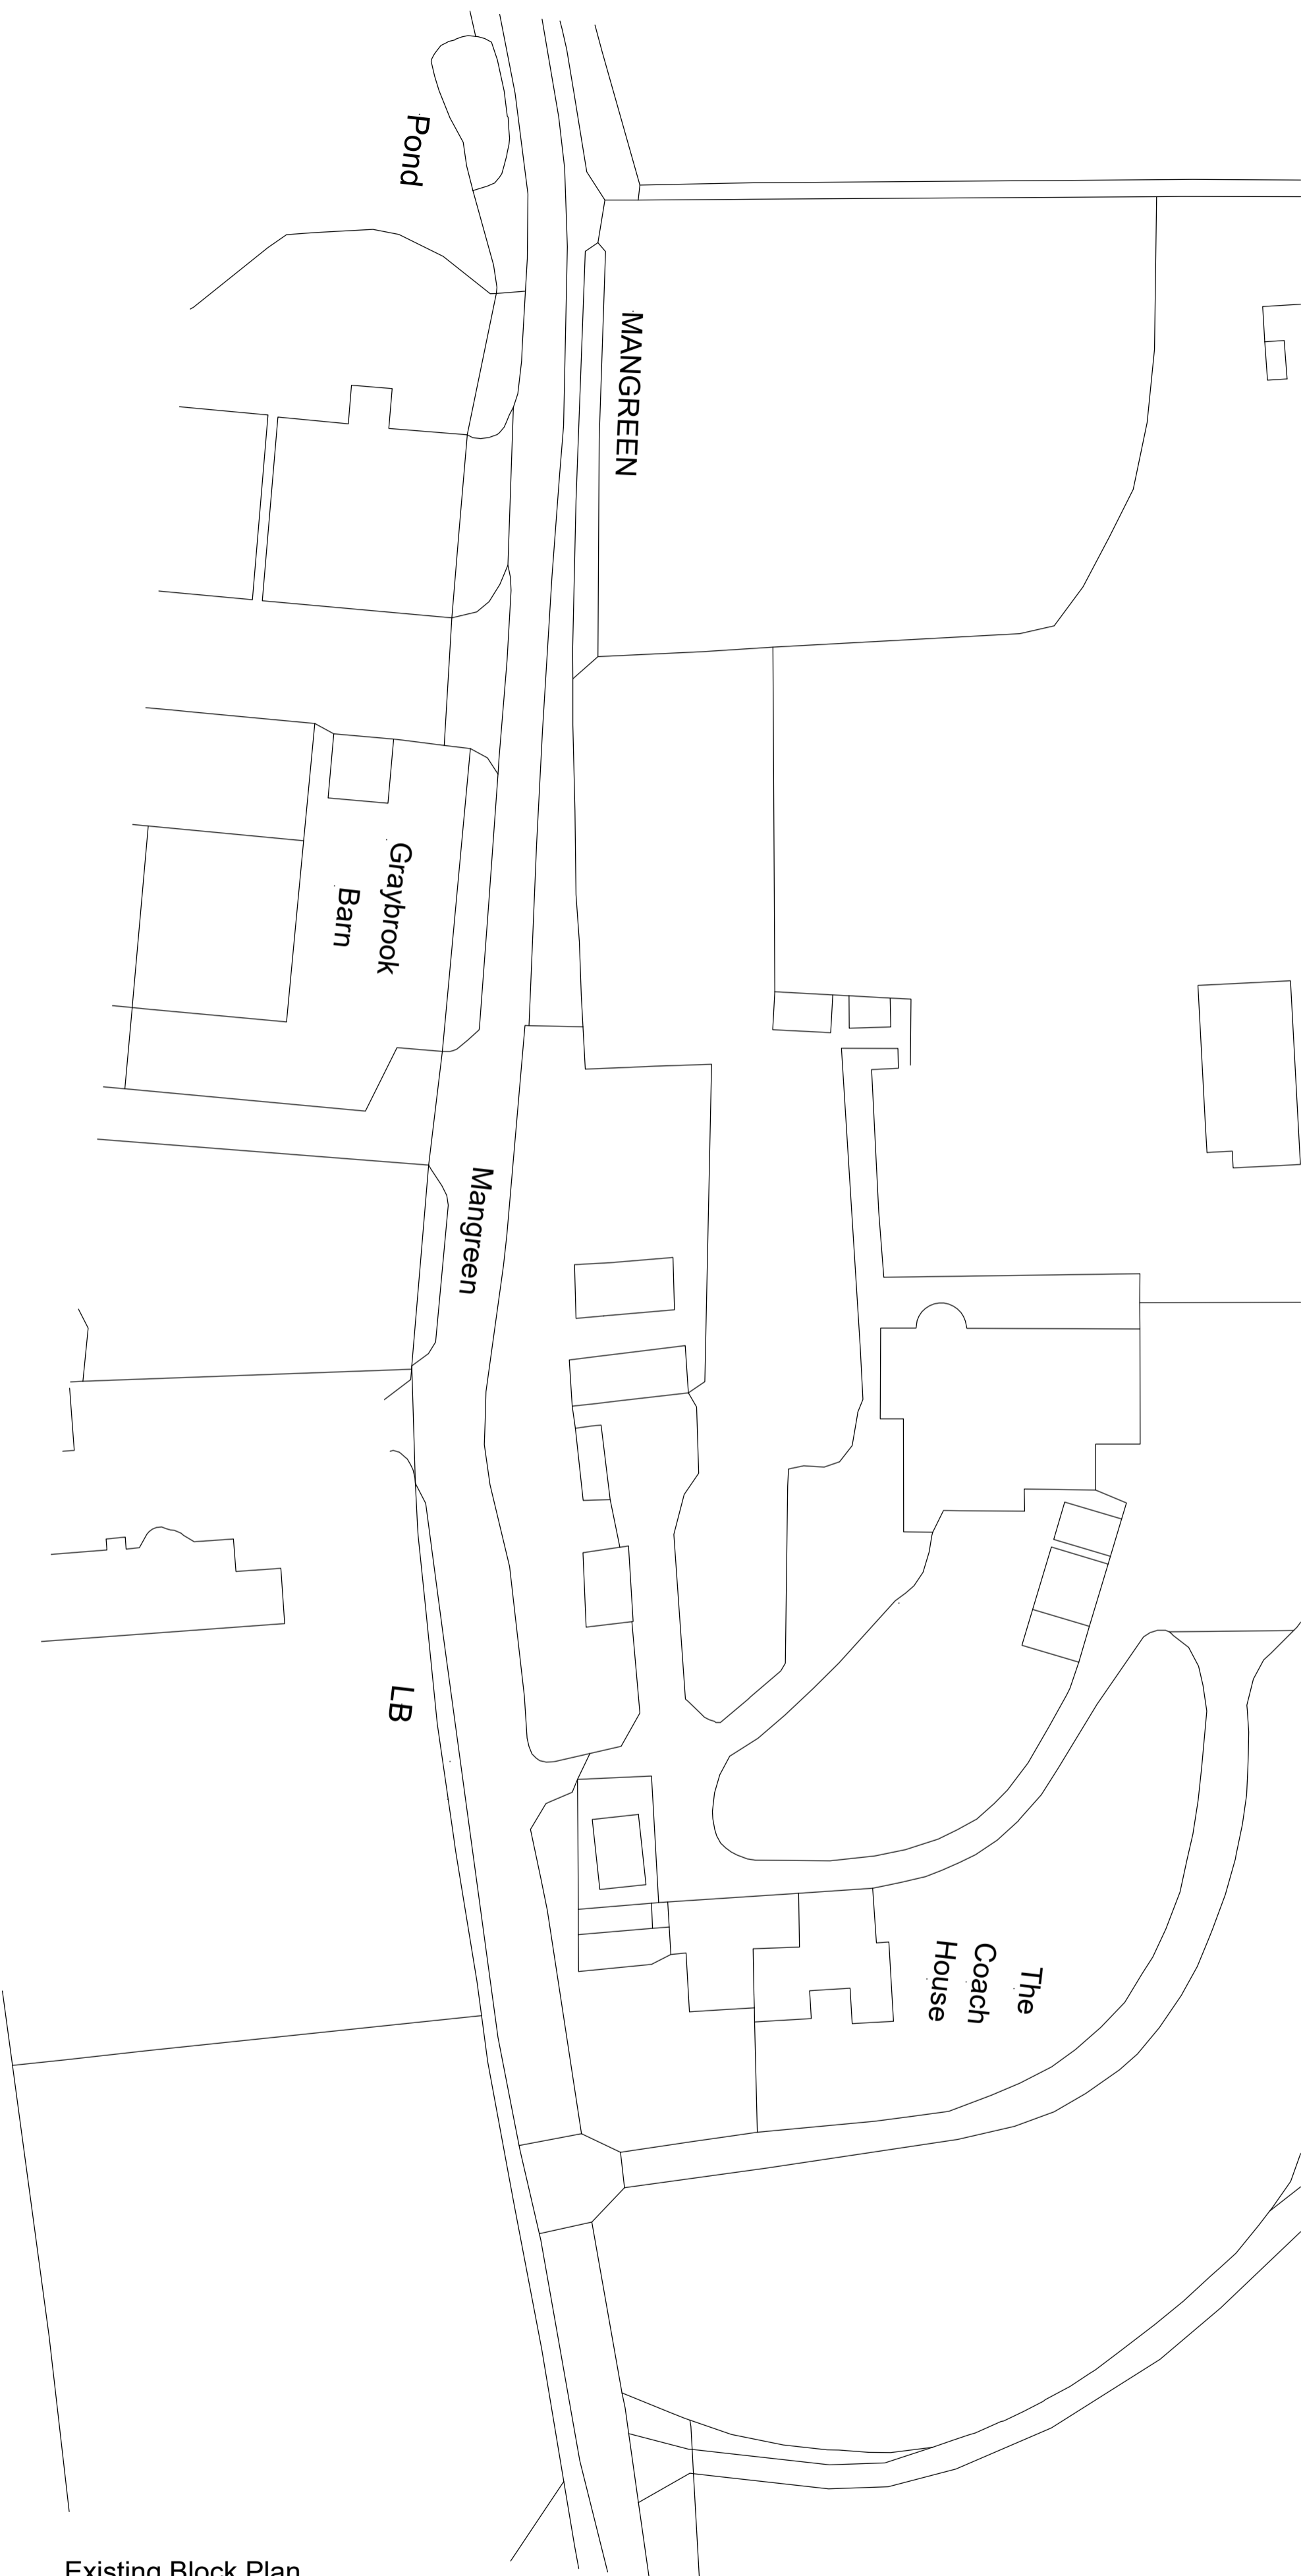 Pond
MANGREEN
Graybrook
Barn
Mangreen
LB
The
Coach
House
Existing Block Plan